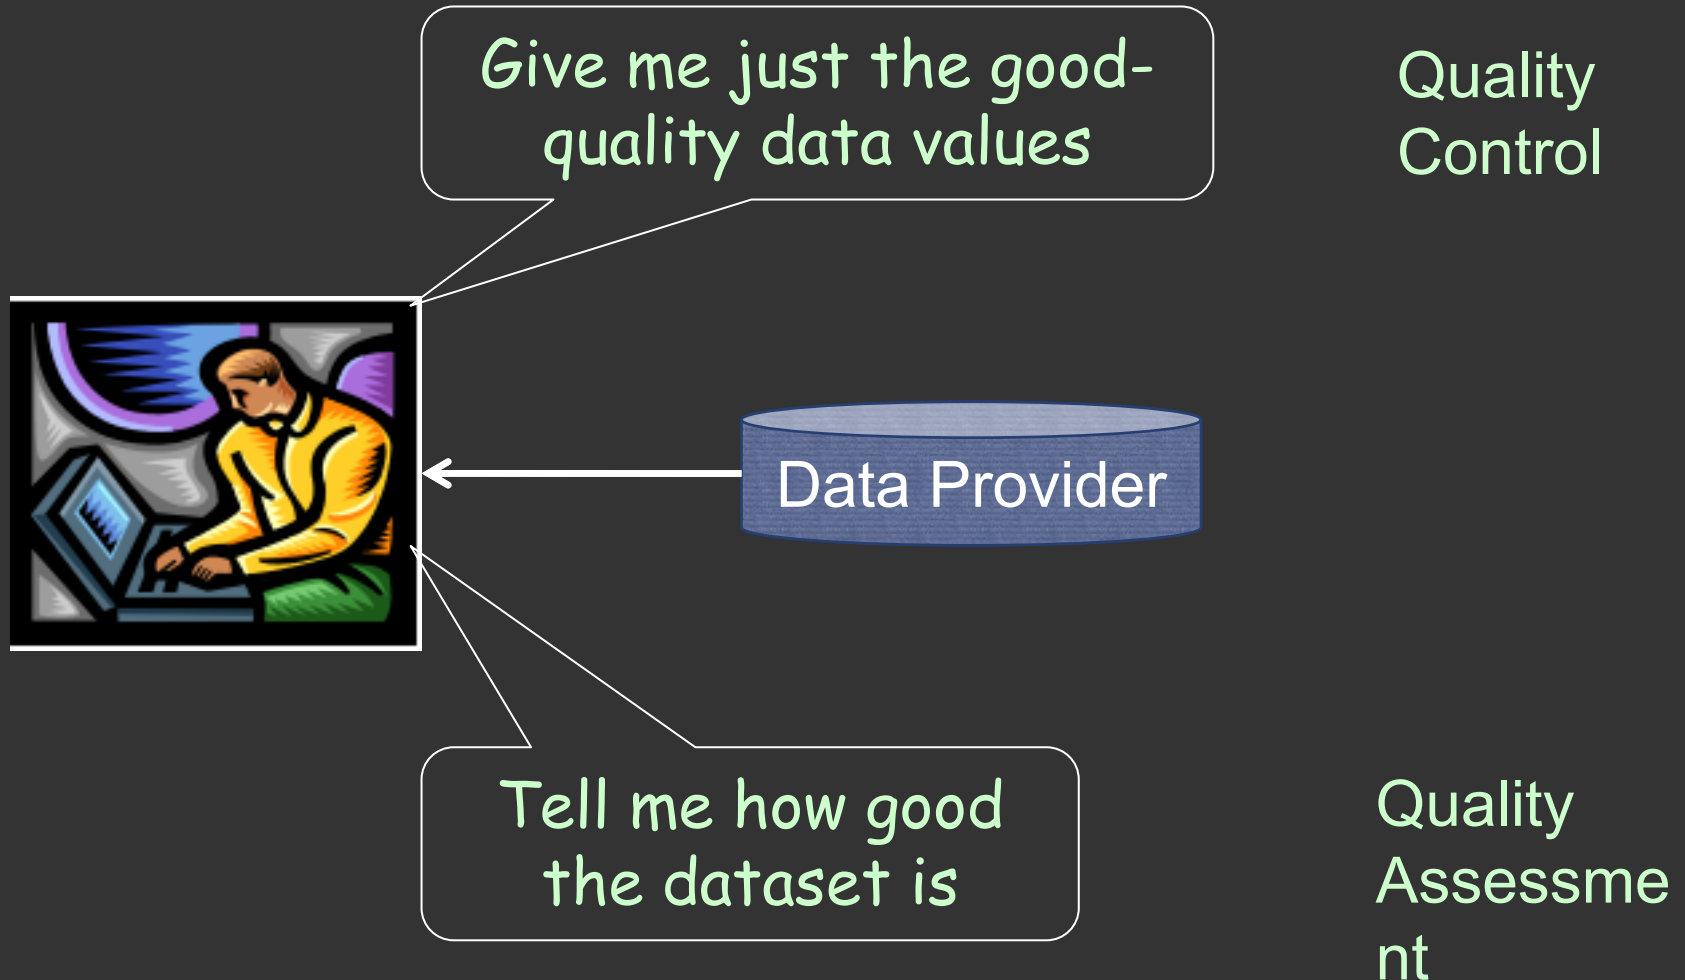 Give me just the good-
quality data values
Quality
Control
Data Provider
Tell me how good
the dataset is
Quality
Assessme
nt